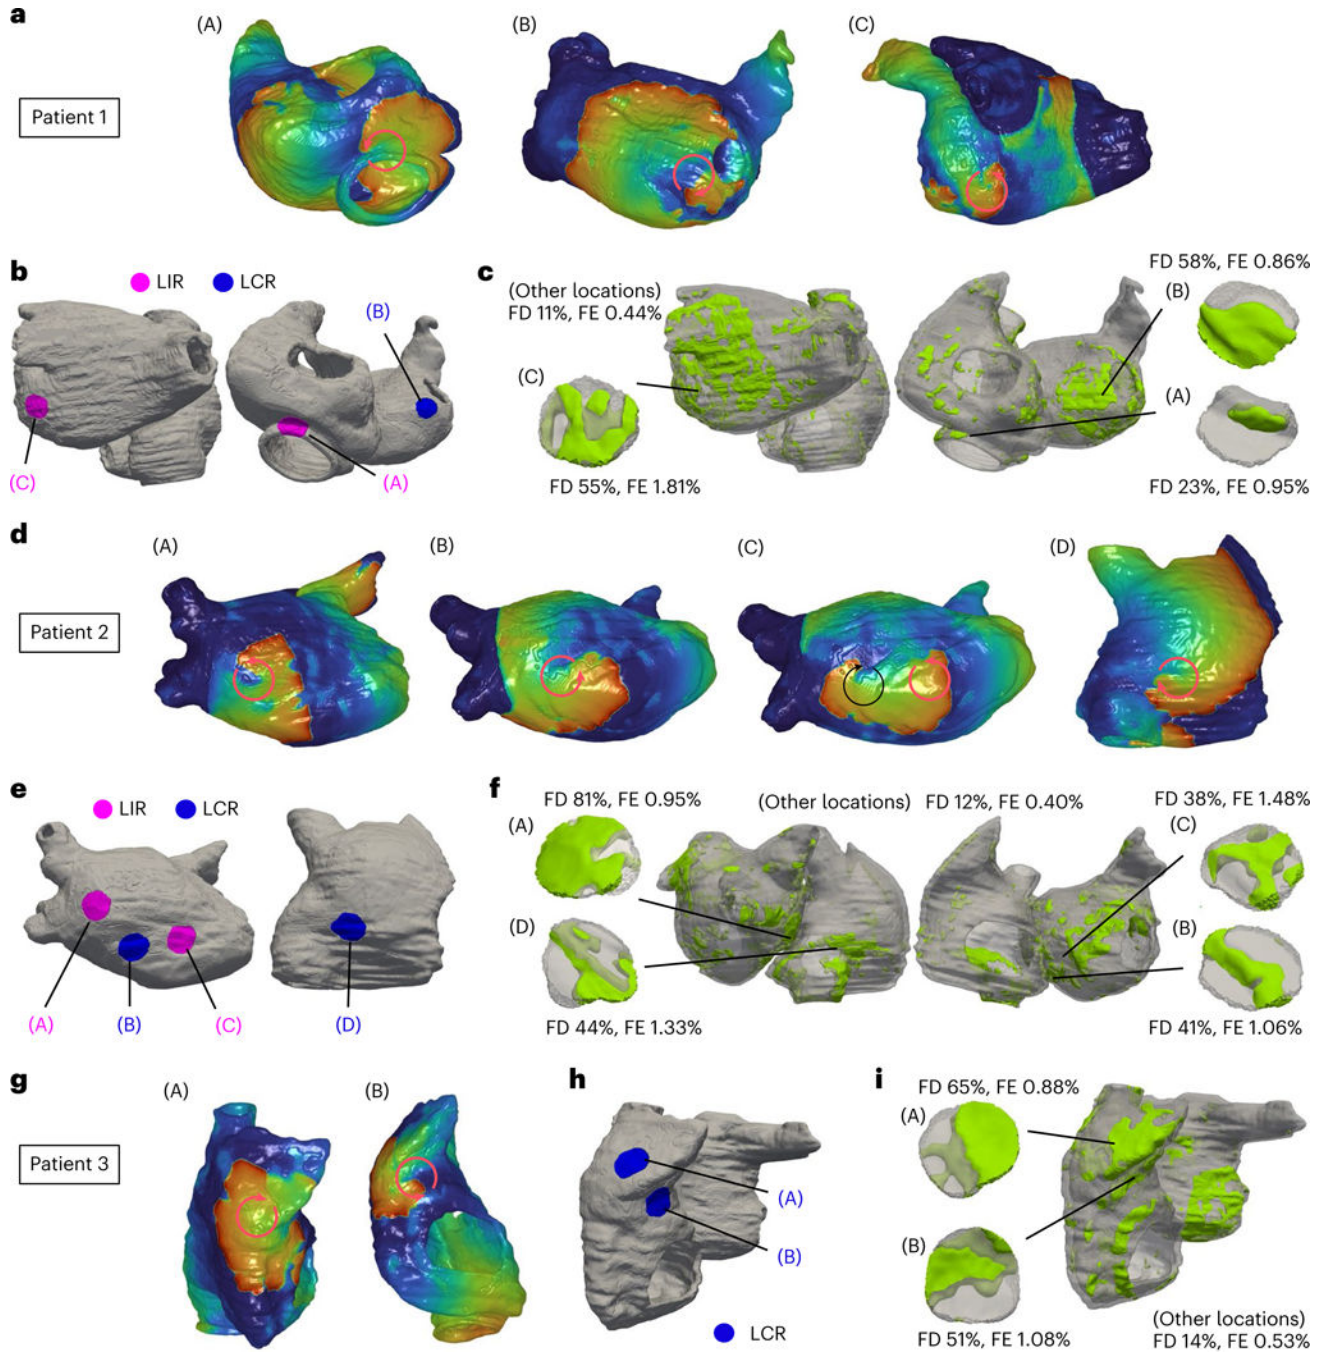 a
(A)
(B)
(C)
Patient 1
b
LIR
LCR
(B)
(C)
(A)
c
(Other locations)
FD 11%, FE 0.44%
(C)
FD 55%, FE 1.81%
FD 58%, FE 0.86%
(B)
(A)
FD 23%, FE 0.95%
d
(A)
(B)
(C)
(D)
Patient 2
e
LIR
LCR
(A)
(B)
(C)
(D)
f
FD 81%, FE 0.95%
(A)
(Other locations) FD 12%, FE 0.40%
FD 38%, FE 1.48%
(C)
(D)
FD 44%, FE 1.33%
(B)
FD 41%, FE 1.06%
g
(A)
(B)
Patient 3
h
(A)
(B)
LCR
i
FD 65%, FE 0.88%
(A)
(B)
FD 51%, FE 1.08%
(Other locations)
FD 14%, FE 0.53%